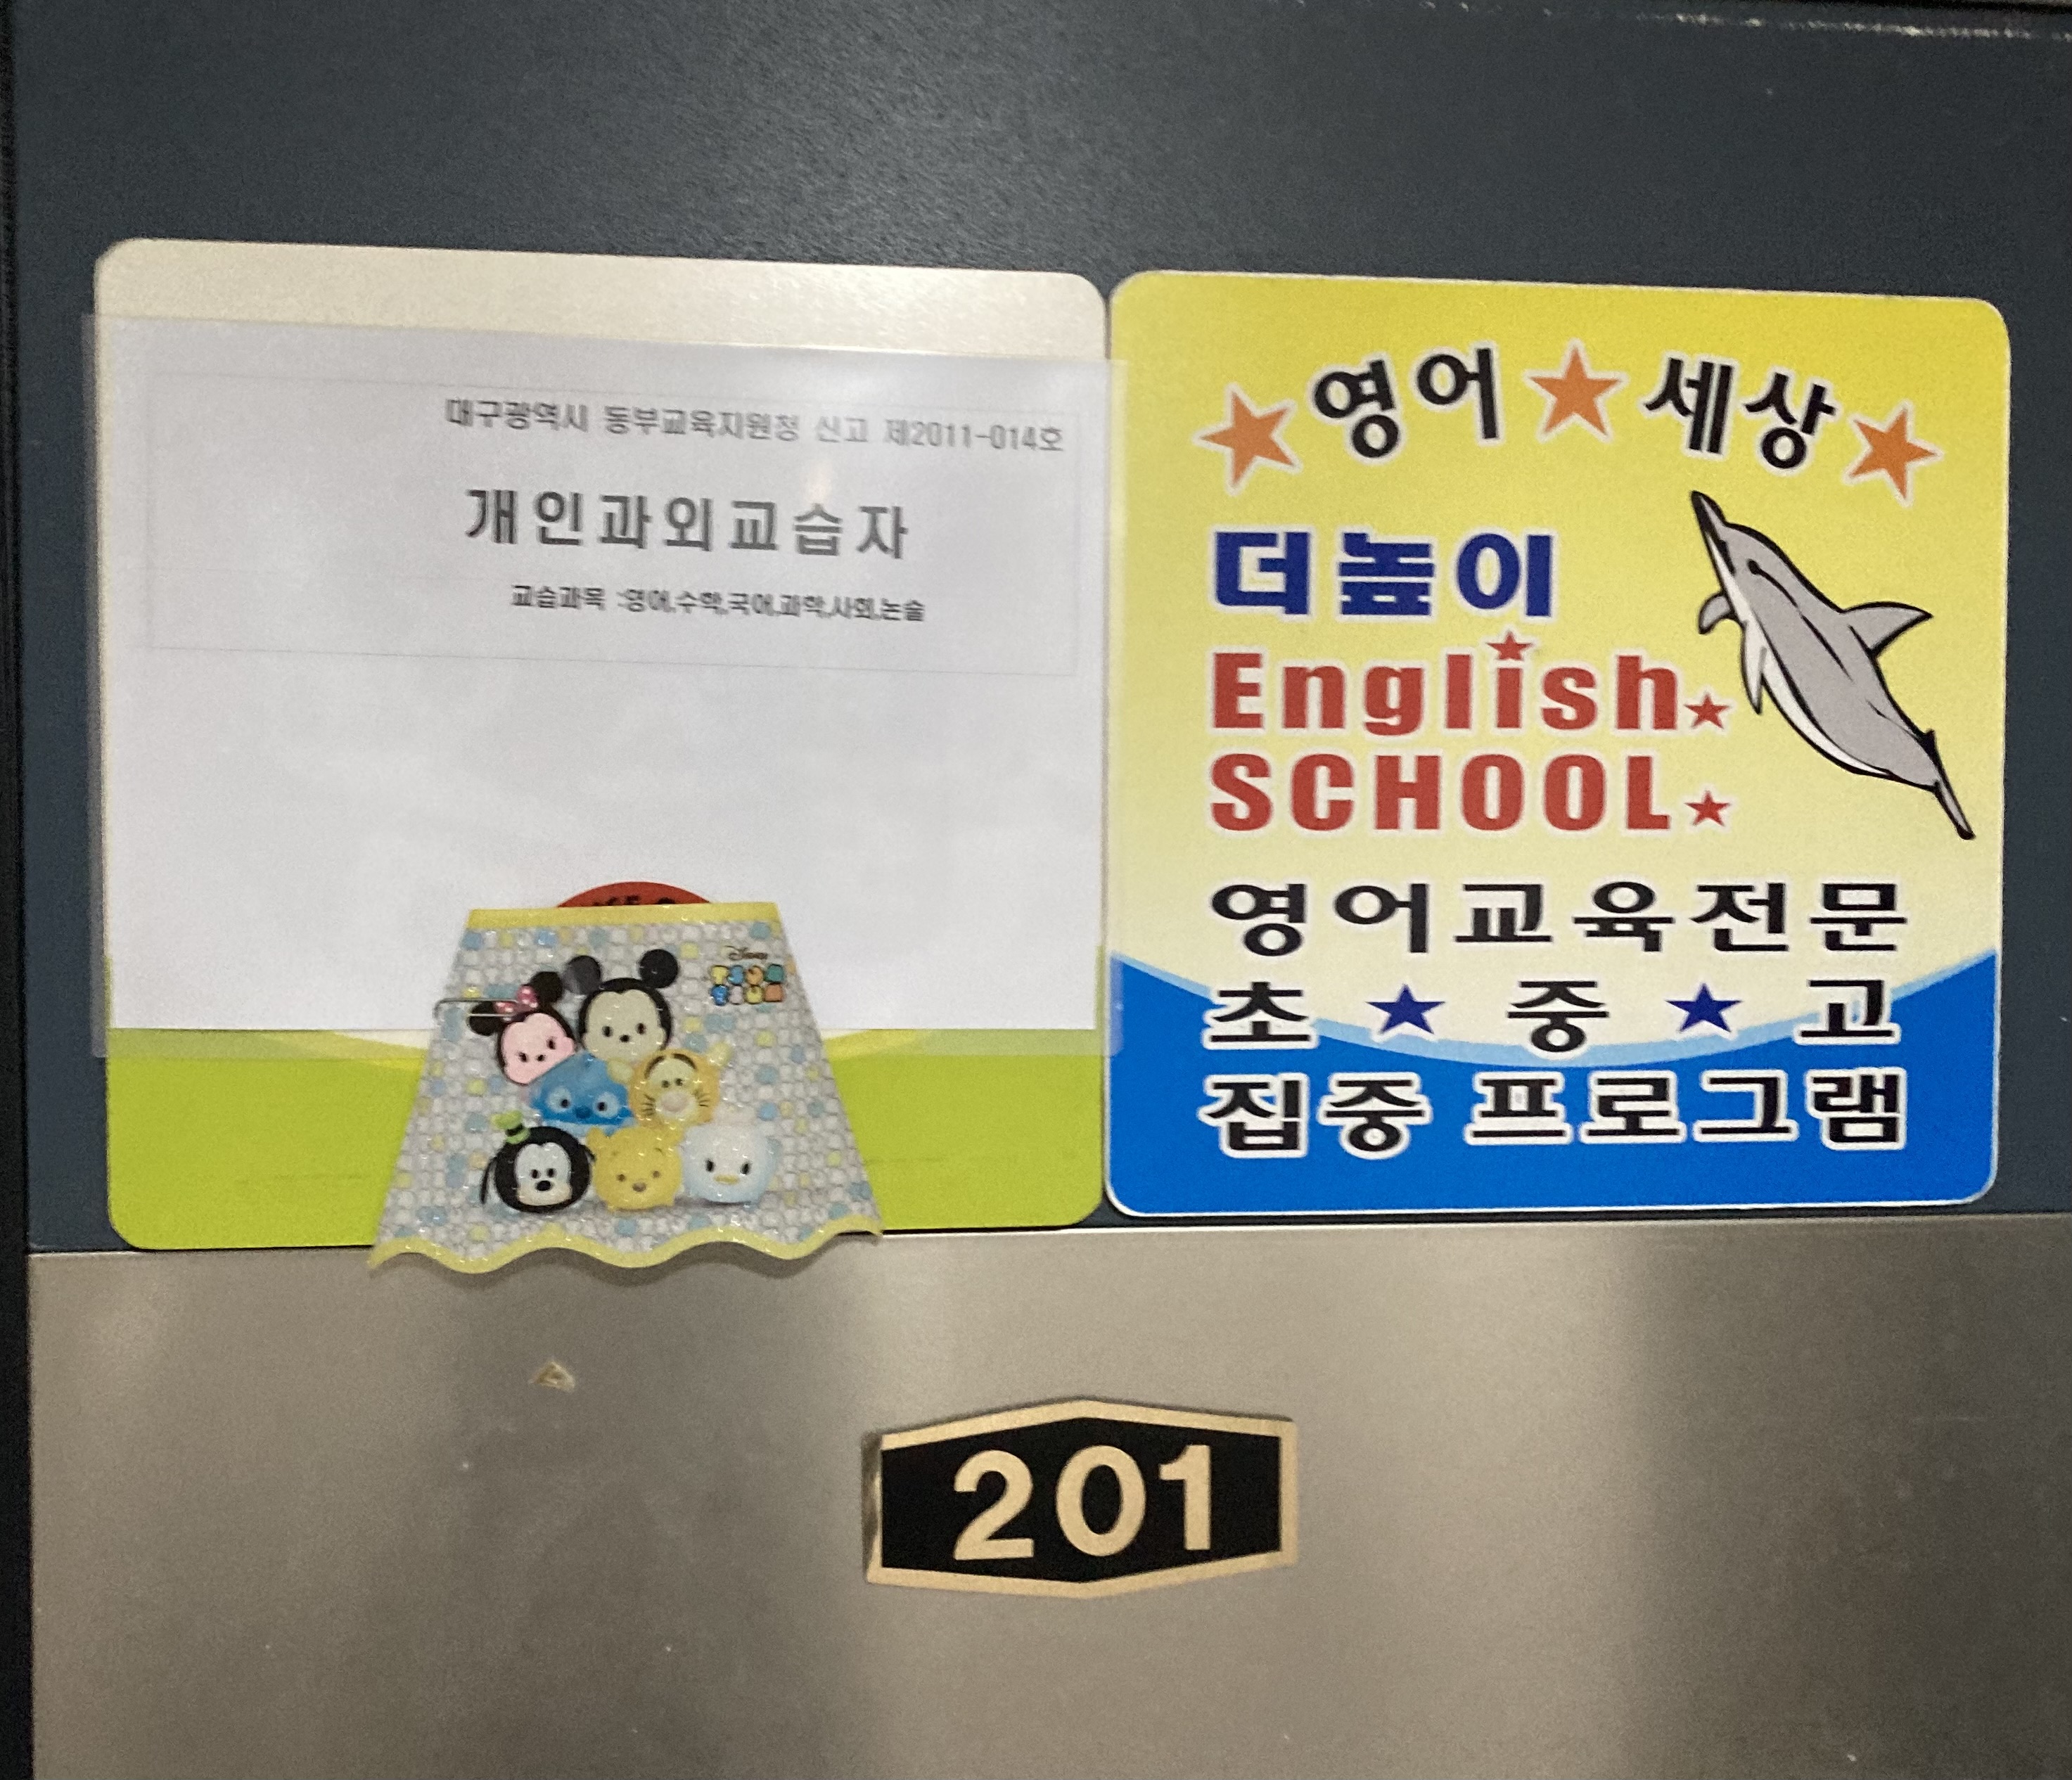 대구광역시 동부교육지원청 신고 제2011-014호
개인과외교습자
교습과목 :영어,수학,국어,과학,사회,논술
Disney
영어 세상
더높이
English
SCHOOL
영어교육전문
초 중 고
집중 프로그램
201